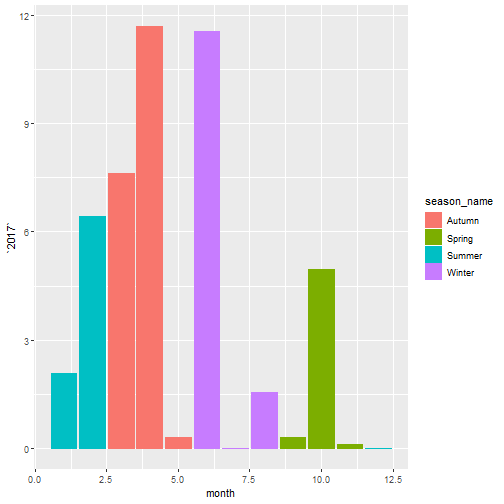 12
9
6
3
0
`2017`
0.0 2.5 5.0 7.5 10.0 12.5
month
season_name
Autumn
Spring
Summer
Winter